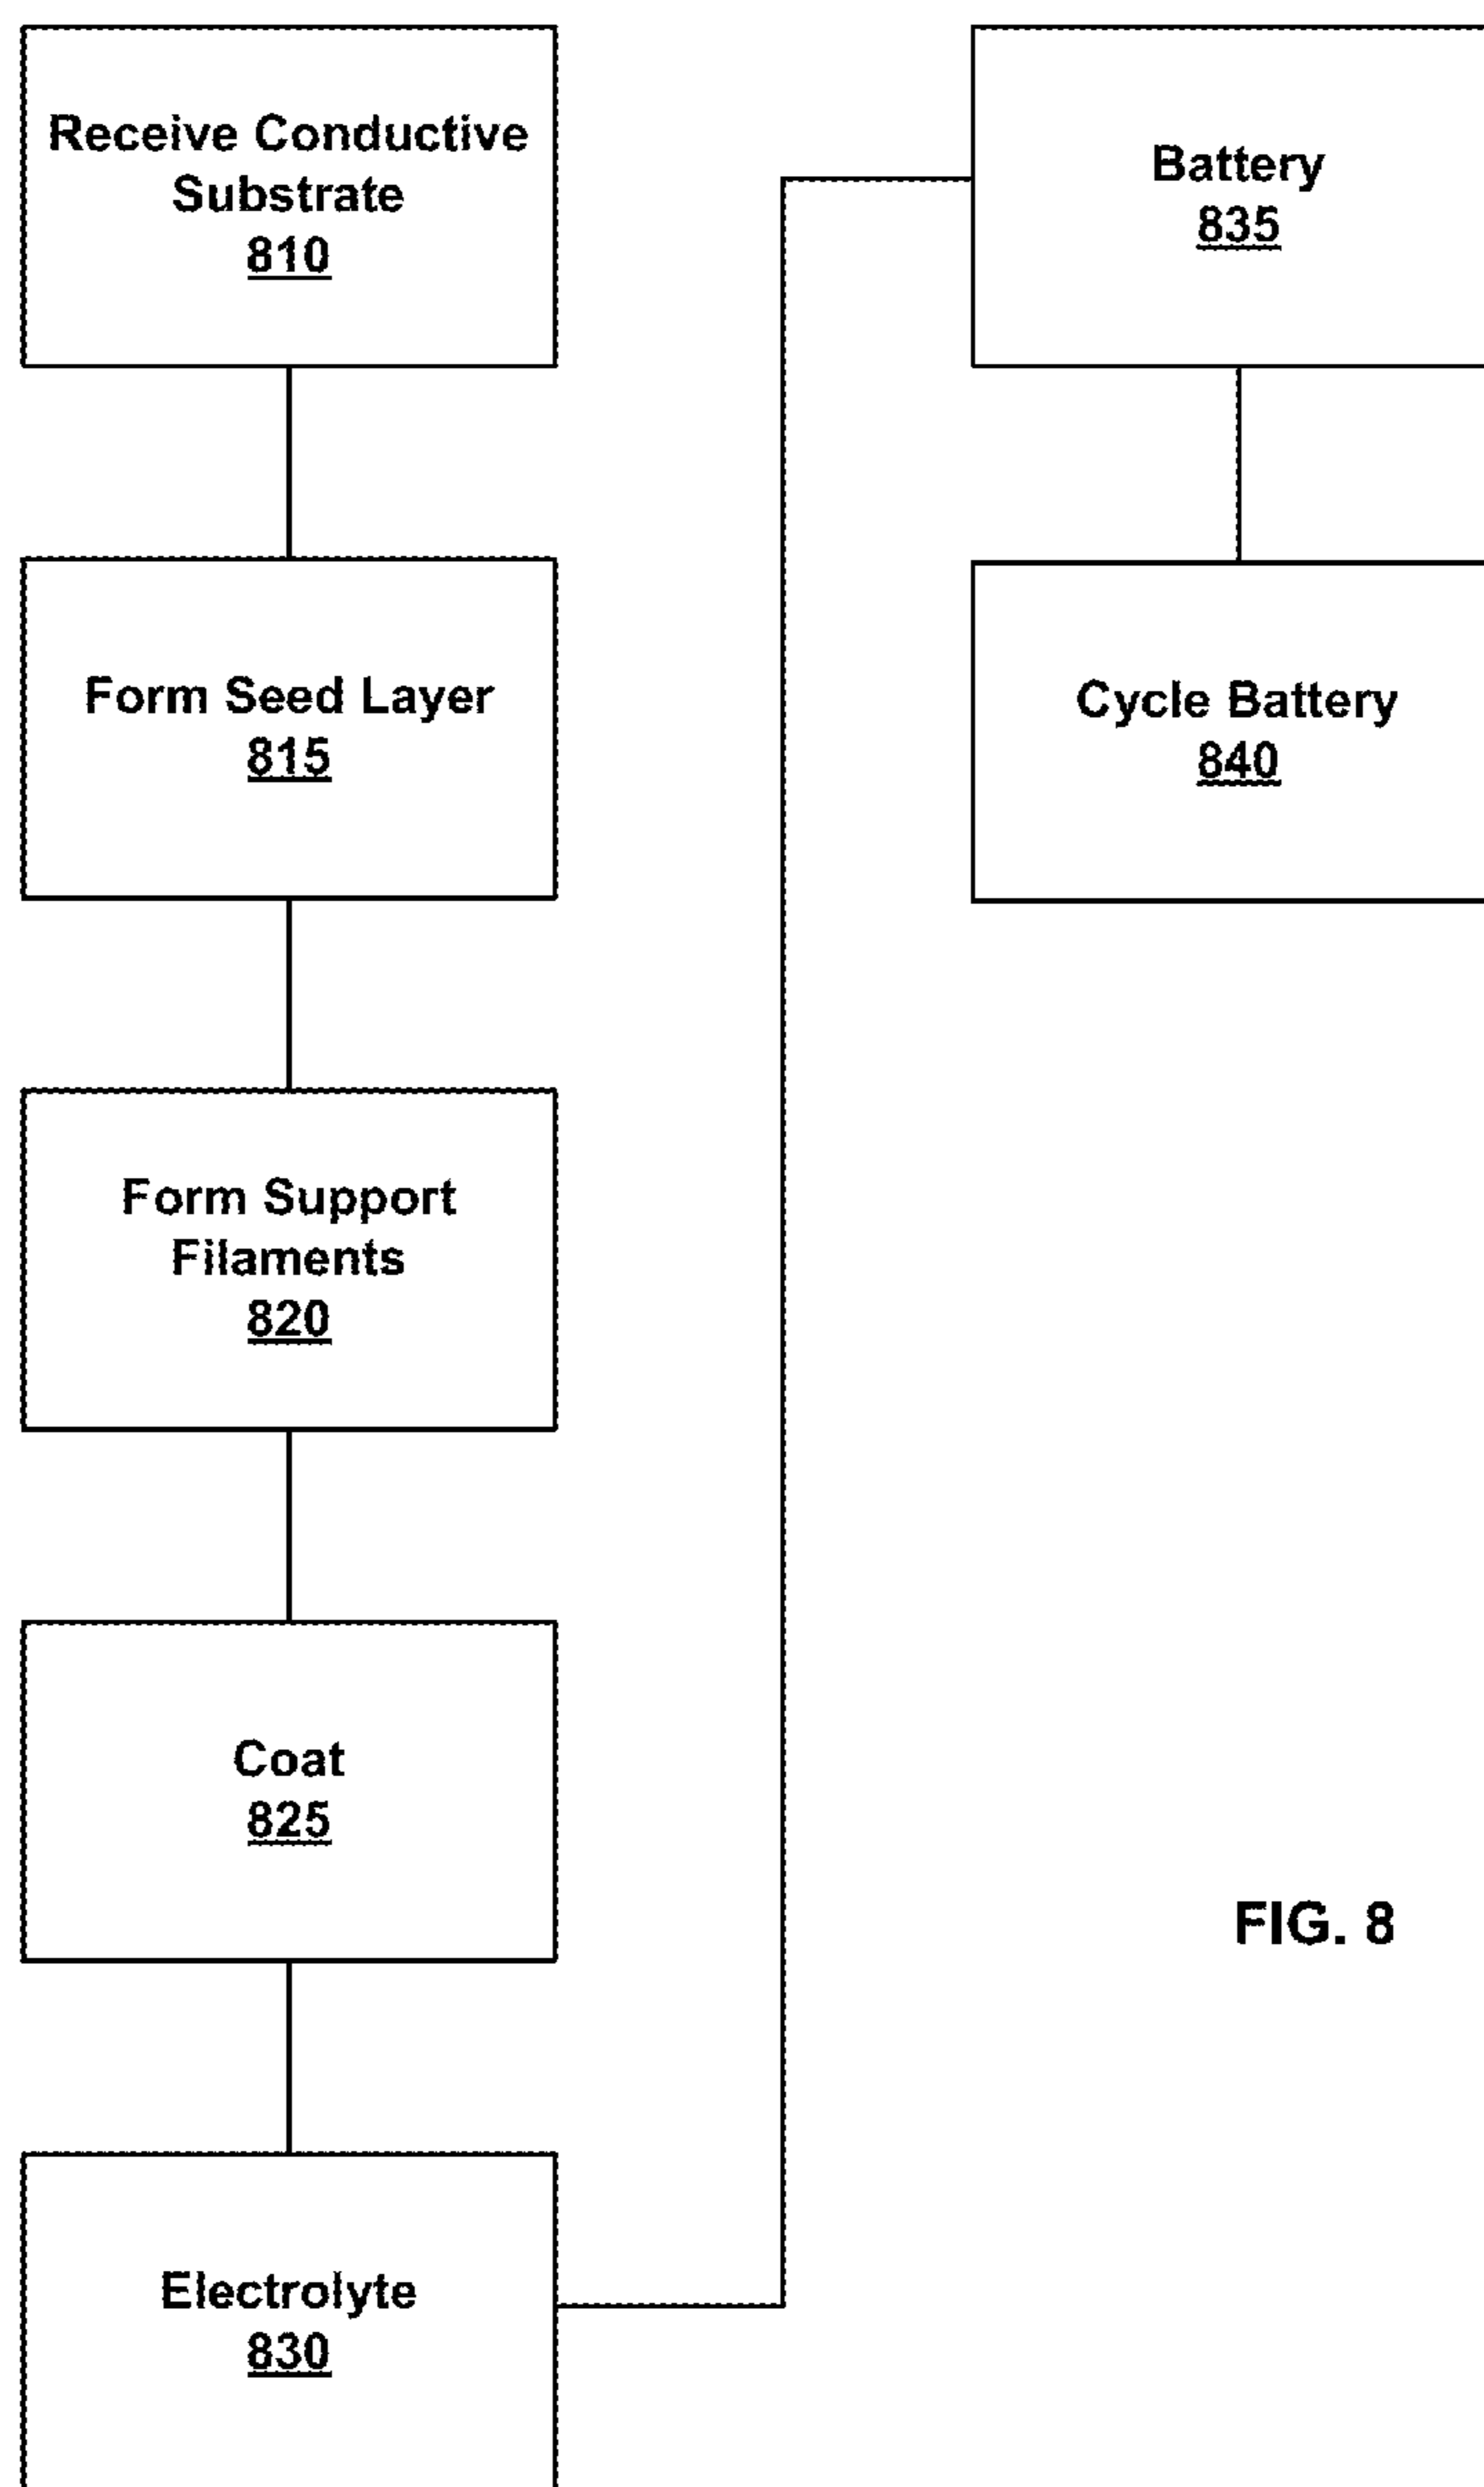 Receive Conductive
Substrate
810
Form Seed Layer
815
Form Support
Filaments
820
Coat
825
Electrolyte
830
Battery
835
Cycle Battery
840
FIG. 8